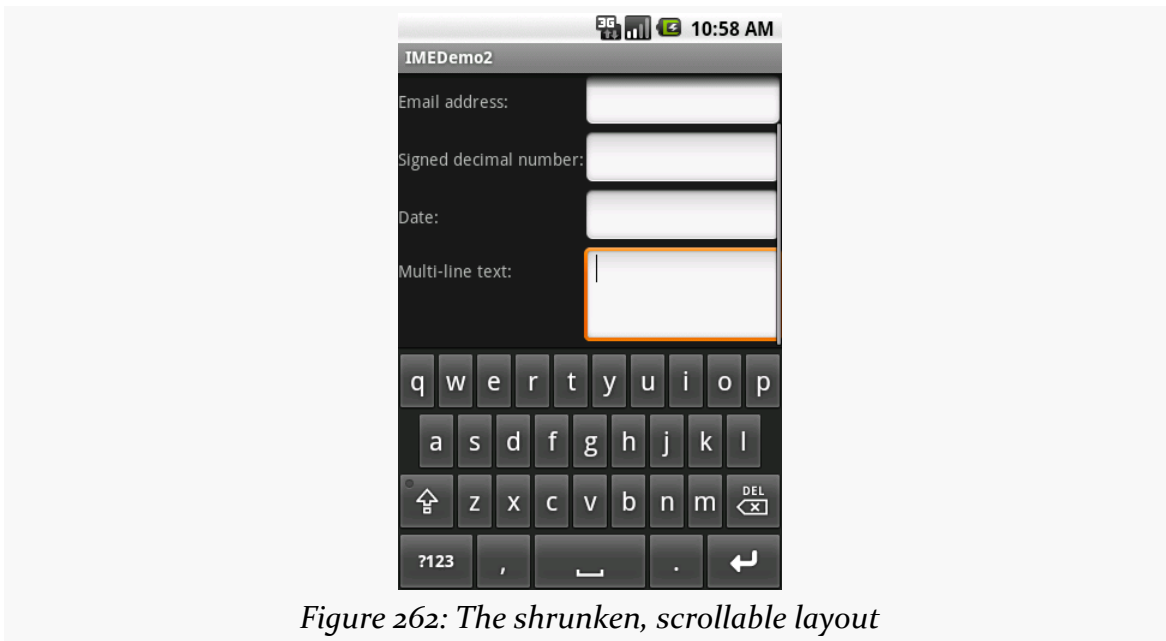 3G 10:58 AM
IMEDemo2
Email address:
Signed decimal number:
Date:
Multi-line text:
q w e r t y u i o p
a s d f g h j k l
z x c v b n m DEL
?123 , .
Figure 262: The shrunken, scrollable layout